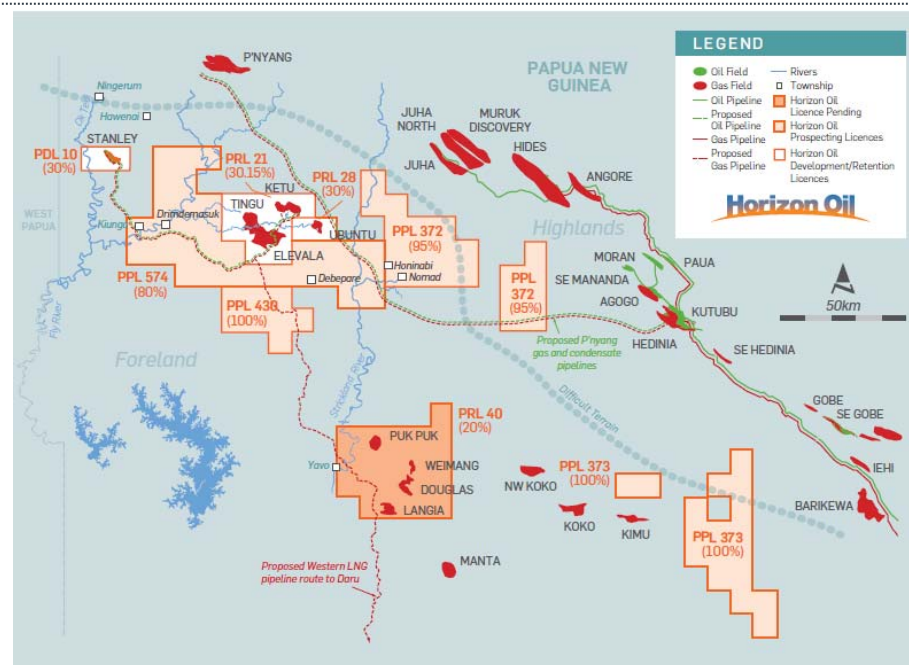 P'NYANG
PAPUA NEW
GUINEA
Ningerum
Hawenai
Ok Tedi
STANLEY
PDL 10
(30%)
PRL 21
(30.15%)
KETU
TINGU
PRL 28
(30%)
UBUNTU
ELEVALA
Kiunga
Drimdemasuk
WEST
PAPUA
PPL 574
(80%)
Debepare
PPL 430
(100%)
Fly River
Foreland
Strickland River
PPL 372
(95%)
Honinabi
Nomad
JUHA
NORTH
JUHA
MURUK
DISCOVERY
HIDES
ANGORE
Highlands
PPL
372
(95%)
MORAN
PAUA
SE MANANDA
AGOGO
KUTUBU
HEDINIA
Proposed P'nyang
gas and condensate
pipelines
SE HEDINIA
Difficult Terrain
GOBE
SE GOBE
IEHI
BARIKEWA
PRL 40
(20%)
PUK PUK
Yavo
WEIMANG
DOUGLAS
LANGIA
NW KOKO
PPL 373
(100%)
KOKO
KIMU
PPL 373
(100%)
MANTA
Proposed Western LNG
pipeline route to Daru
LEGEND
Oil Field
Gas Field
Oil Pipeline
Proposed
Oil Pipeline
Gas Pipeline
Proposed
Gas Pipeline
Rivers
Township
Horizon Oil
Licence Pending
Horizon Oil
Prospecting Licences
Horizon Oil
Development/Retention
Licences
Horizon Oil
50km